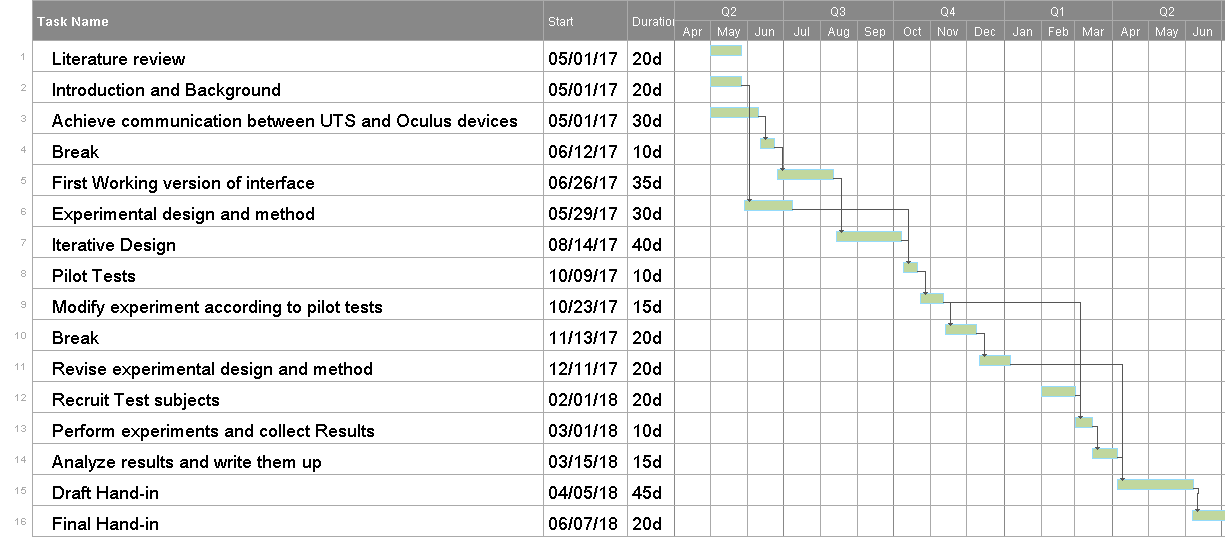 Q2 Q3 Q4 Q1 Q2
Task Name Start Duration Apr May Jun Jul Aug Sep Oct Nov Dec Jan Feb Mar Apr May Jun
1 Literature review 05/01/17 20d
2 Introduction and Background 05/01/17 20d
3 Achieve communication between UTS and Oculus devices 05/01/17 30d
4 Break 06/12/17 10d
5 First Working version of interface 06/26/17 35d
6 Experimental design and method 05/29/17 30d
7 Iterative Design 08/14/17 40d
8 Pilot Tests 10/09/17 10d
9 Modify experiment according to pilot tests 10/23/17 15d
10 Break 11/13/17 20d
11 Revise experimental design and method 12/11/17 20d
12 Recruit Test subjects 02/01/18 20d
13 Perform experiments and collect Results 03/01/18 10d
14 Analyze results and write them up 03/15/18 15d
15 Draft Hand-in 04/05/18 45d
16 Final Hand-in 06/07/18 20d